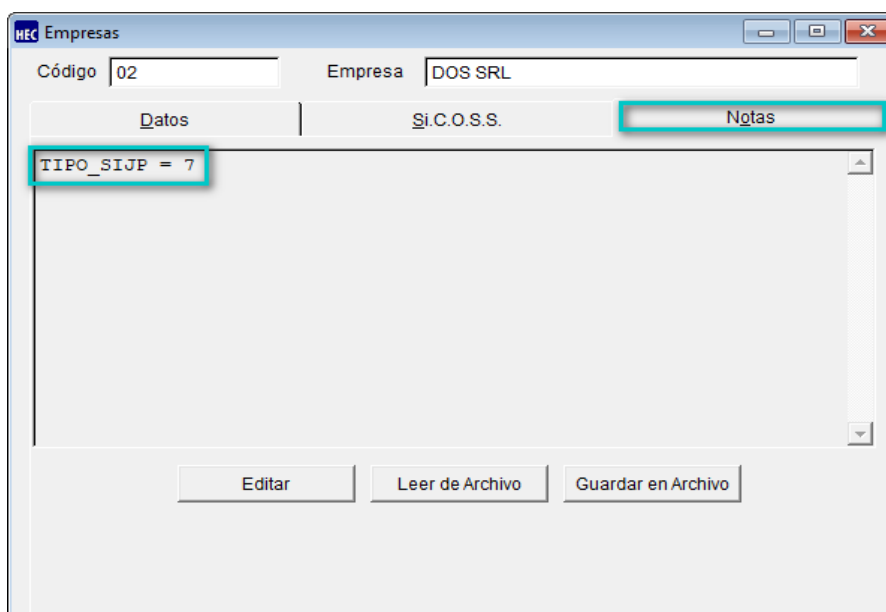 HEC Empresas
Código 02 Empresa DOS SRL
Datos Si.C.O.S.S. Notas
TIPO_SIJP = 7
Editar Leer de Archivo Guardar en Archivo